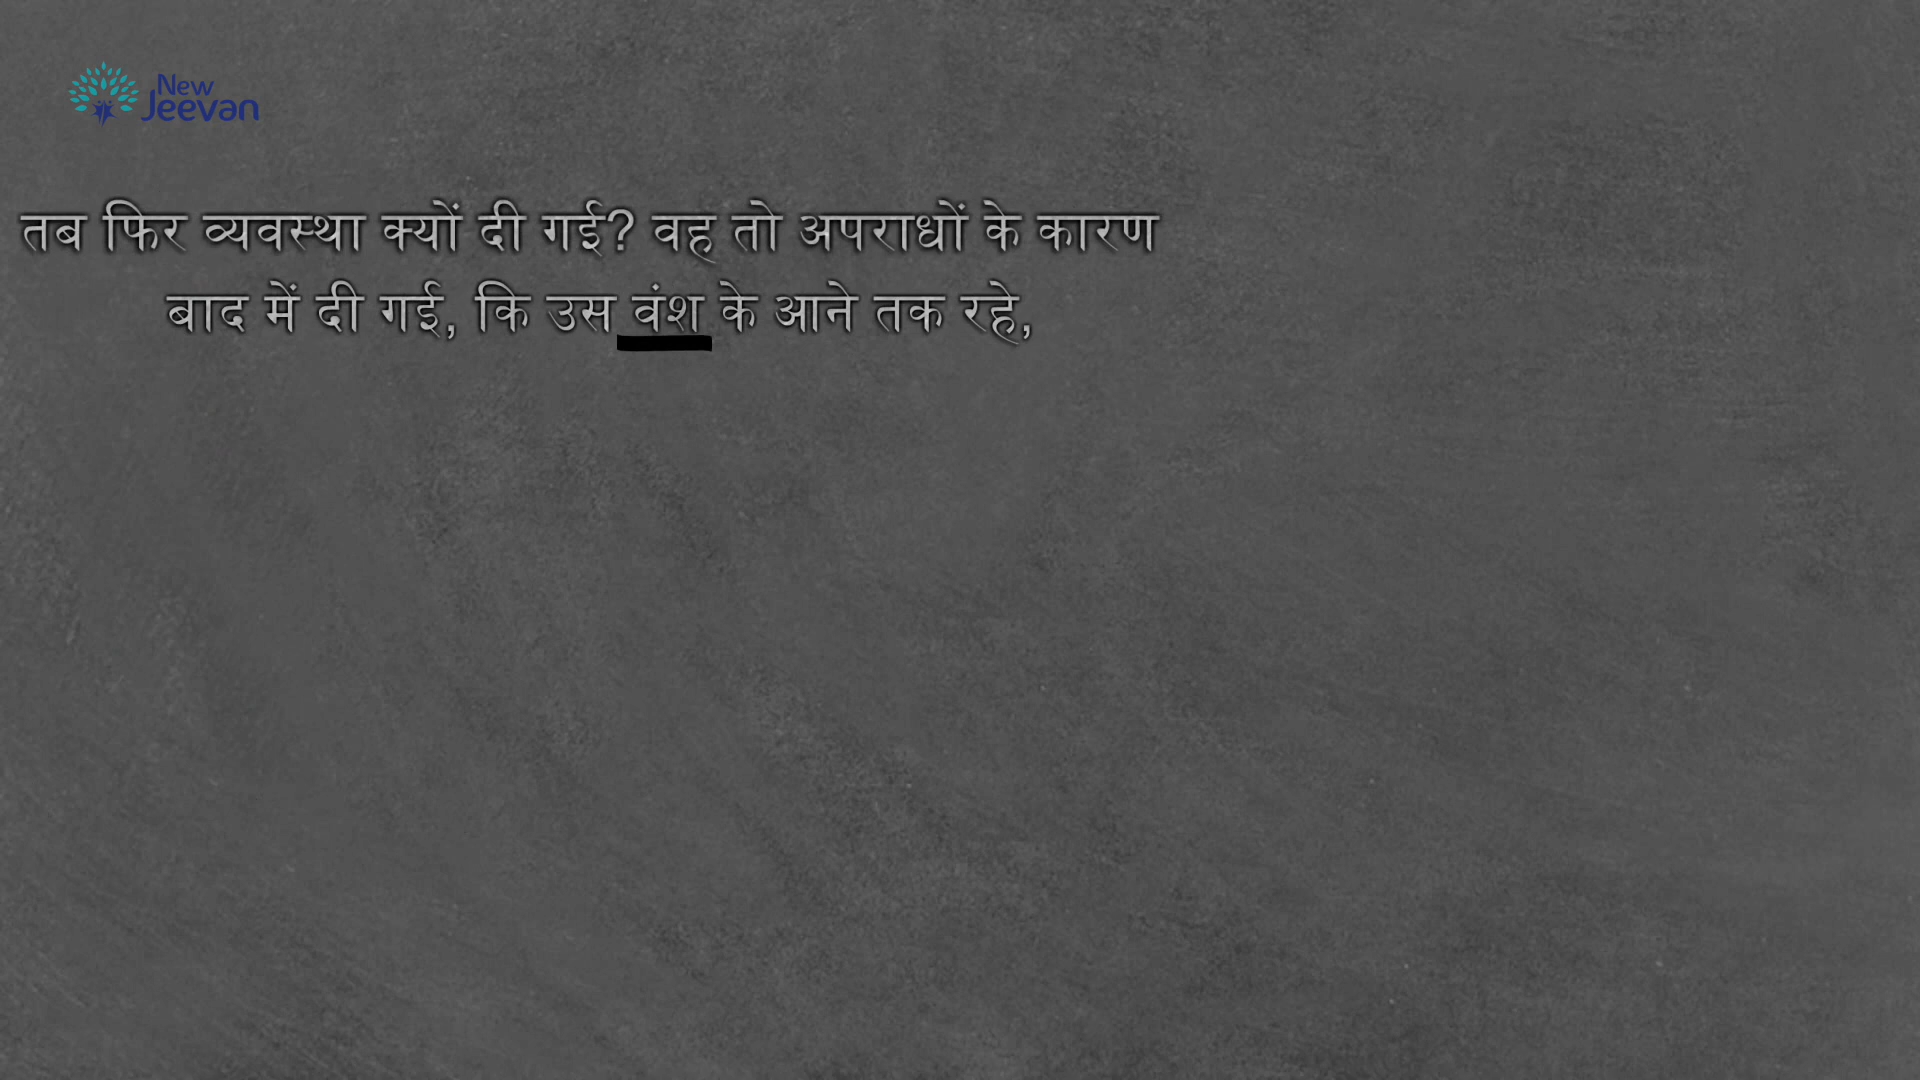 New
Jeevan
तब फिर व्यवस्था क्यों दी गई? वह तो अपराधों के कारण
बाद में दी गई, कि उस वंश के आने तक रहे,